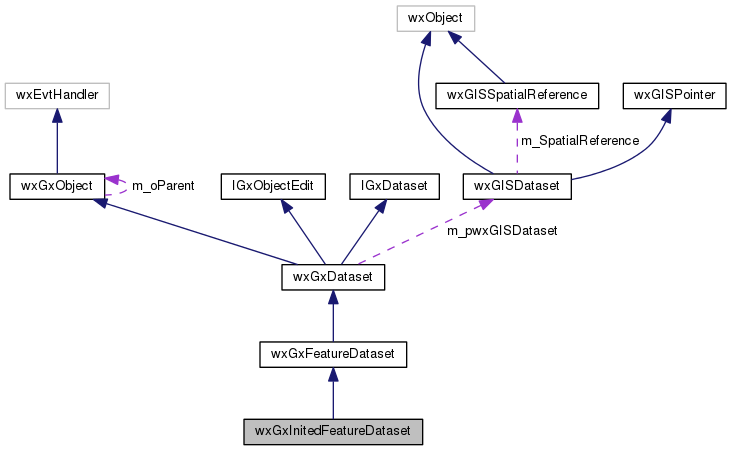 wxObject
wxEvtHandler
wxGISSpatialReference
wxGISPointer
m_SpatialReference
wxGxObject
m_oParent
IGxObjectEdit
IGxDataset
wxGISDataset
m_pwxGISDataset
wxGxDataset
wxGxFeatureDataset
wxGxInitedFeatureDataset